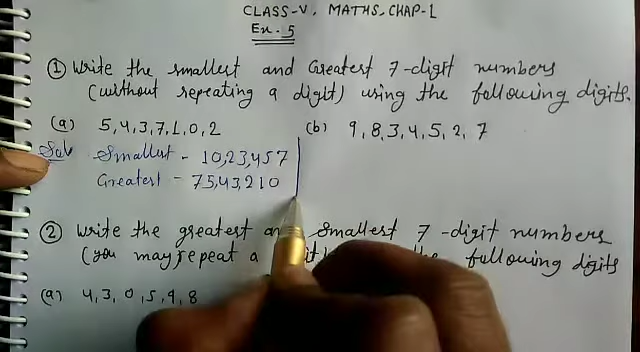 CLASS-V, MATHS, CHAP-1
Ex. 5
① Write the smallest and Greatest 7-digit numbers
(without repeating a digit) using the following digits.
(a) 5,4,3,7,1,0,2 (b) 9,8,3,4,5,2,7
Sol Smallest - 10,23,457
Greatest - 75,43,210
② Write the greatest smallest 7-digit numbers
(you may repeat a following digits
(a) 4,3,0,5,9,8